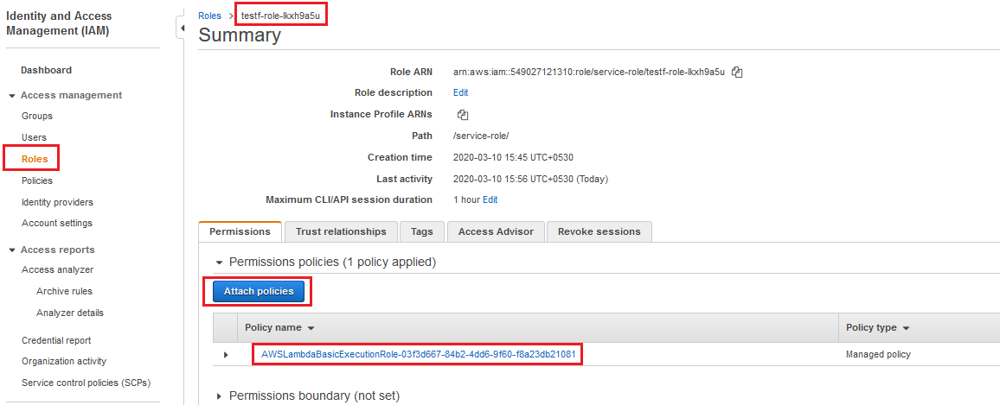 Identity and Access
Management (IAM)
Dashboard
Access management
Groups
Users
Roles
Policies
Identity providers
Account settings
Access reports
Access analyzer
Archive rules
Analyzer details
Credential report
Organization activity
Service control policies (SCPs)
Roles > testf-role-lkxh9a5u
Summary
Role ARN arn:aws:iam::549027121310:role/service-role/testf-role-lkxh9a5u
Role description Edit
Instance Profile ARNs
Path /service-role/
Creation time 2020-03-10 15:45 UTC+0530
Last activity 2020-03-10 15:56 UTC+0530 (Today)
Maximum CLI/API session duration 1 hour Edit
Permissions Trust relationships Tags Access Advisor Revoke sessions
Permissions policies (1 policy applied)
Attach policies
Policy name Policy type
AWSLambdaBasicExecutionRole-03f3d667-84b2-4dd6-9f60-f8a23db21081 Managed policy
Permissions boundary (not set)